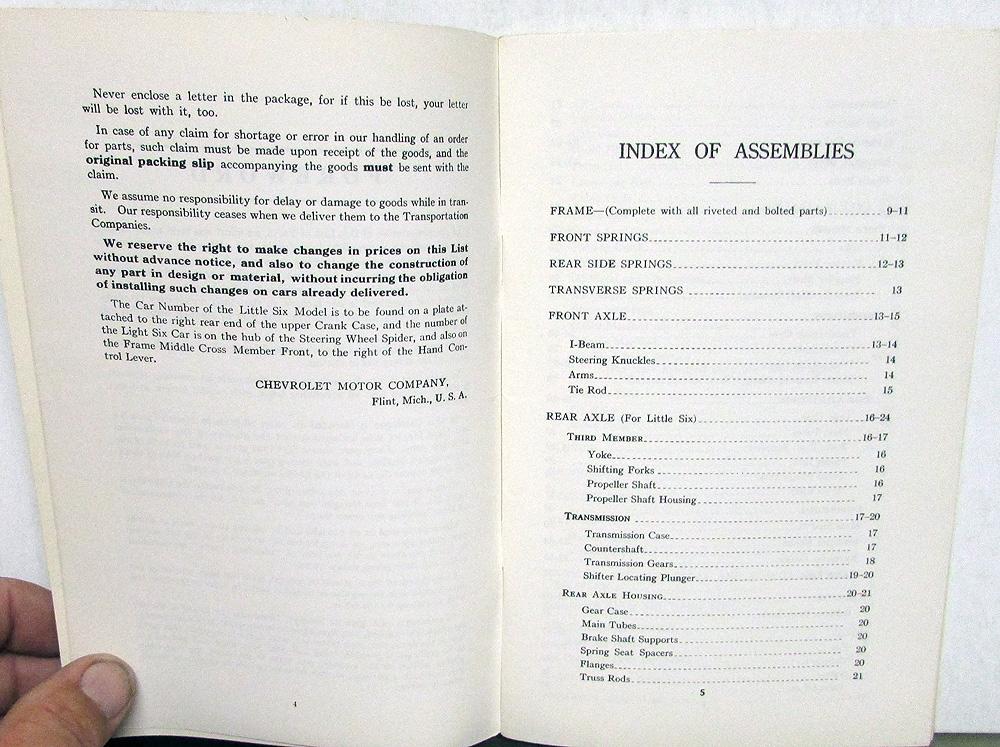 Never enclose a letter in the package, for if this be lost, your letter
will be lost with it, too.
In case of any claim for shortage or error in our handling of an order
for parts, such claim must be made upon receipt of the goods, and the
original packing slip accompanying the goods must be sent with the
claim.
We assume no responsibility for delay or damage to goods while in tran-
sit. Our responsibility ceases when we deliver them to the Transportation
Companies.
We reserve the right to make changes in prices on this List
without advance notice, and also to change the construction of
any part in design or material, without incurring the obligation
of installing such changes on cars already delivered.
The Car Number of the Little Six Model is to be found on a plate at-
tached to the right rear end of the upper Crank Case, and the number of
the Light Six Car is on the hub of the Steering Wheel Spider, and also on
the Frame Middle Cross Member Front, to the right of the Hand Con-
trol Lever.
CHEVROLET MOTOR COMPANY,
Flint, Mich., U. S. A.
4
INDEX OF ASSEMBLIES
FRAME—(Complete with all riveted and bolted parts) 9–11
FRONT SPRINGS 11–12
REAR SIDE SPRINGS 12–13
TRANSVERSE SPRINGS 13
FRONT AXLE 13–15
I-Beam 13–14
Steering Knuckles 14
Arms 14
Tie Rod 15
REAR AXLE (For Little Six) 16–24
THIRD MEMBER 16–17
Yoke 16
Shifting Forks 16
Propeller Shaft 16
Propeller Shaft Housing 17
TRANSMISSION 17–20
Transmission Case 17
Countershaft 17
Transmission Gears 18
Shifter Locating Plunger 19–20
REAR AXLE HOUSING 20–21
Gear Case 20
Main Tubes 20
Brake Shaft Supports 20
Spring Seat Spacers 20
Flanges 20
Truss Rods 21
5